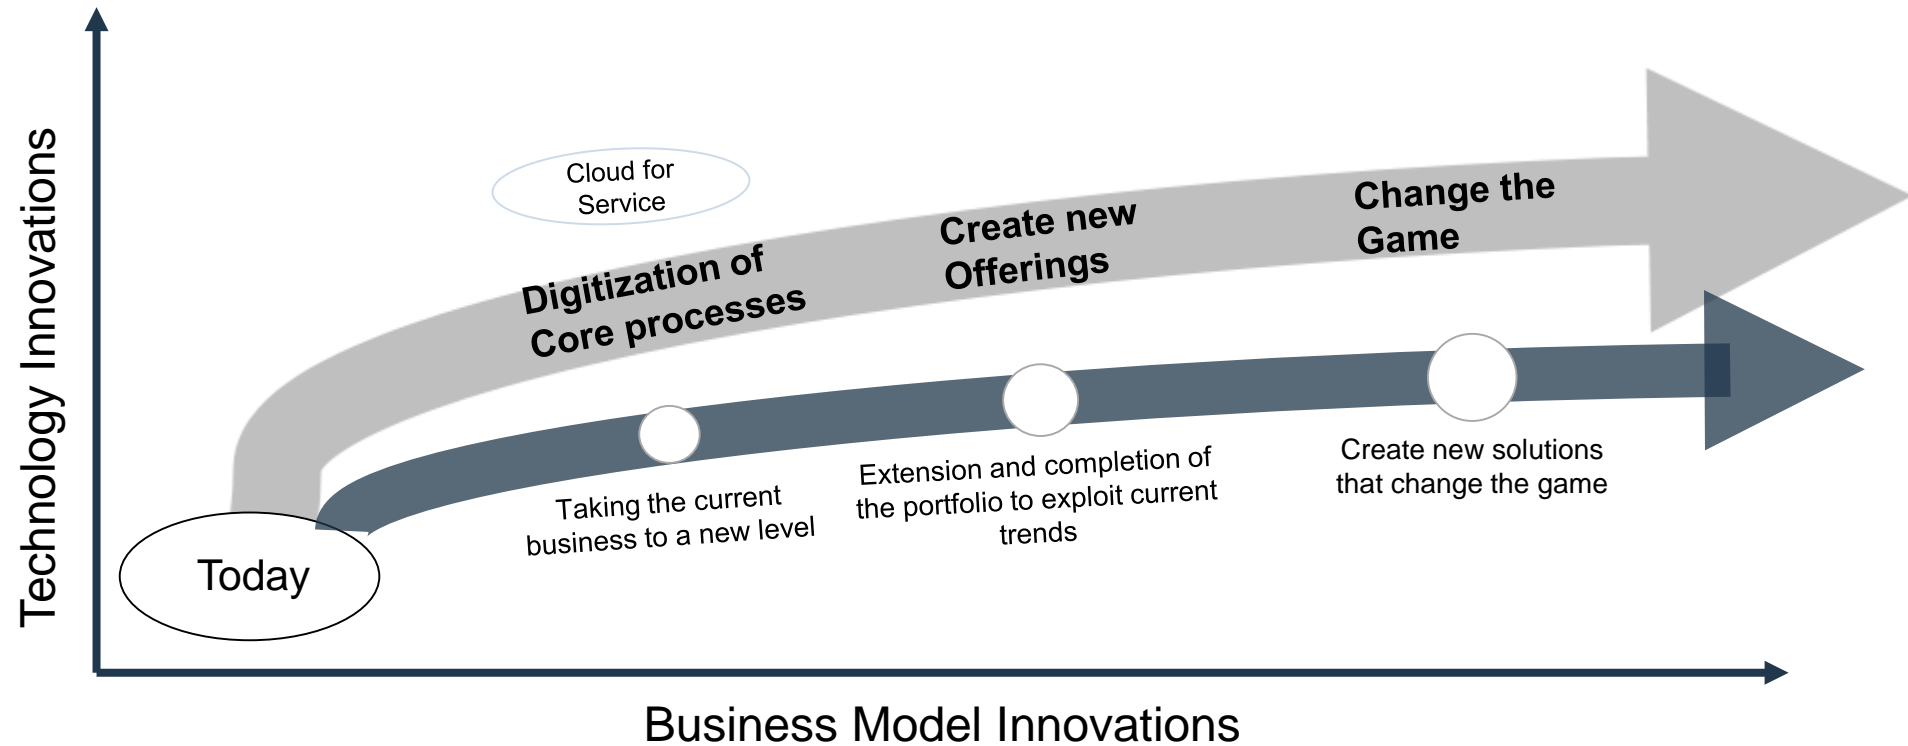 Technology Innovations
Cloud for
Service
Digitization of
Core processes
Create new
Offerings
Change the
Game
Taking the current
business to a new level
Extension and completion of
the portfolio to exploit current
trends
Create new solutions
that change the game
Today
Business Model Innovations